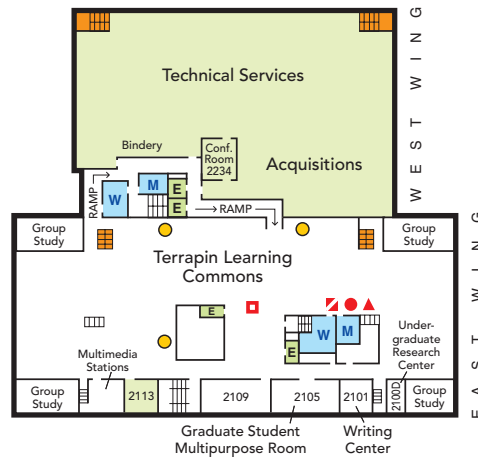 Technical Services
WEST WING
Bindery
Conf.
Room
2234
Acquisitions
RAMP
W
M
E
E
RAMP
Group
Study
Group
Study
Terrapin Learning
Commons
EAST WING
E
W
M
E
Under-
graduate
Research
Center
Multimedia
Stations
Group
Study
2113
2109
2105
2101
2100D
Group
Study
Graduate Student
Multipurpose Room
Writing
Center